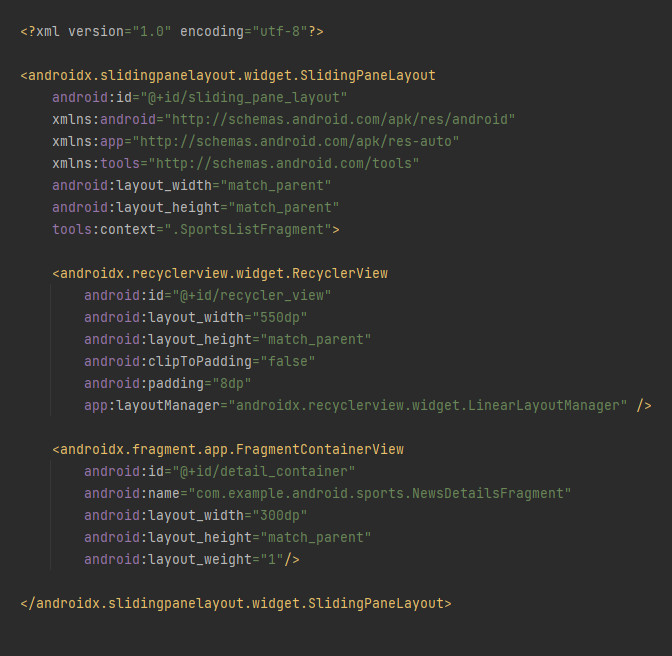 <?xml version="1.0" encoding="utf-8"?>
<androidx.slidingpanelayout.widget.SlidingPaneLayout
android:id="@+id/sliding_pane_layout"
xmlns:android="http://schemas.android.com/apk/res/android"
xmlns:app="http://schemas.android.com/apk/res-auto"
xmlns:tools="http://schemas.android.com/tools"
android:layout_width="match_parent"
android:layout_height="match_parent"
tools:context=".SportsListFragment">
<androidx.recyclerview.widget.RecyclerView
android:id="@+id/recycler_view"
android:layout_width="550dp"
android:layout_height="match_parent"
android:clipToPadding="false"
android:padding="8dp"
app:layoutManager="androidx.recyclerview.widget.LinearLayoutManager" />
<androidx.fragment.app.FragmentContainerView
android:id="@+id/detail_container"
android:name="com.example.android.sports.NewsDetailsFragment"
android:layout_width="300dp"
android:layout_height="match_parent"
android:layout_weight="1"/>
</androidx.slidingpanelayout.widget.SlidingPaneLayout>